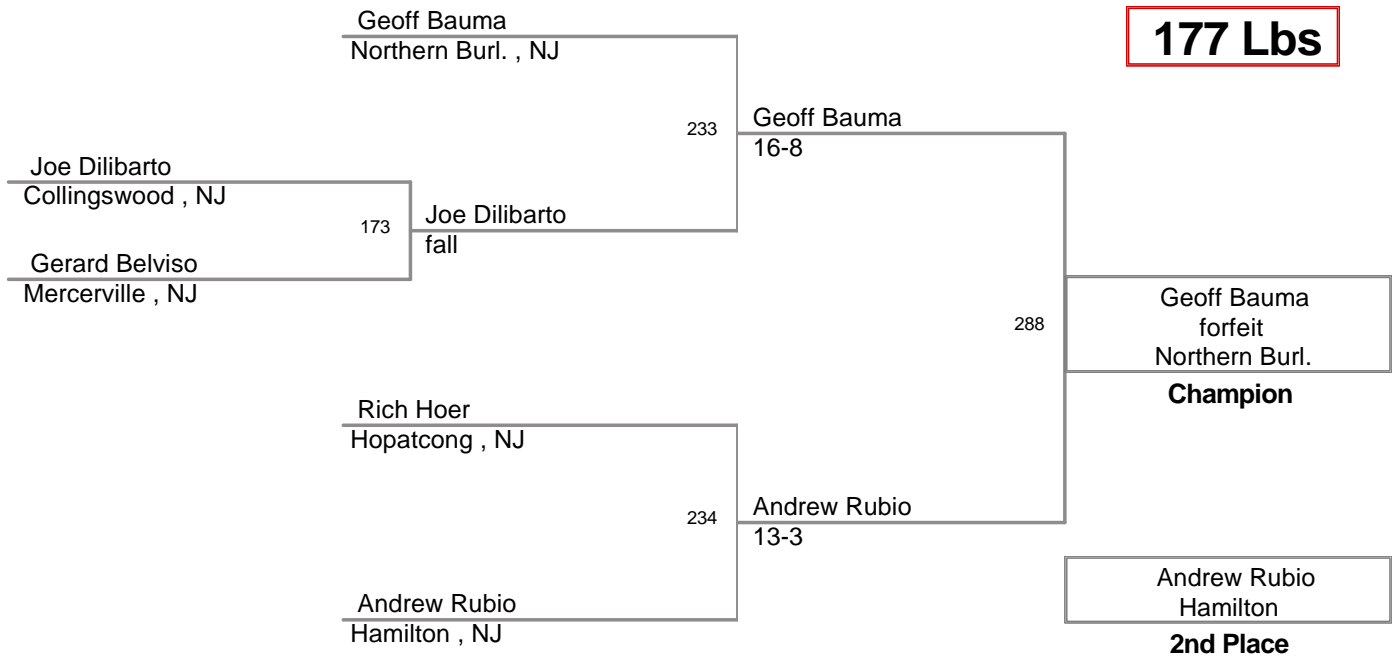 Geoff Bauma
Northern Burl. , NJ
177 Lbs
233
Geoff Bauma
16-8
Joe Dilibarto
Collingswood , NJ
173
Joe Dilibarto
fall
Gerard Belviso
Mercerville , NJ
288
Geoff Bauma
forfeit
Northern Burl.
Champion
Rich Hoer
Hopatcong , NJ
234
Andrew Rubio
13-3
Andrew Rubio
Hamilton , NJ
Andrew Rubio
Hamilton
2nd Place